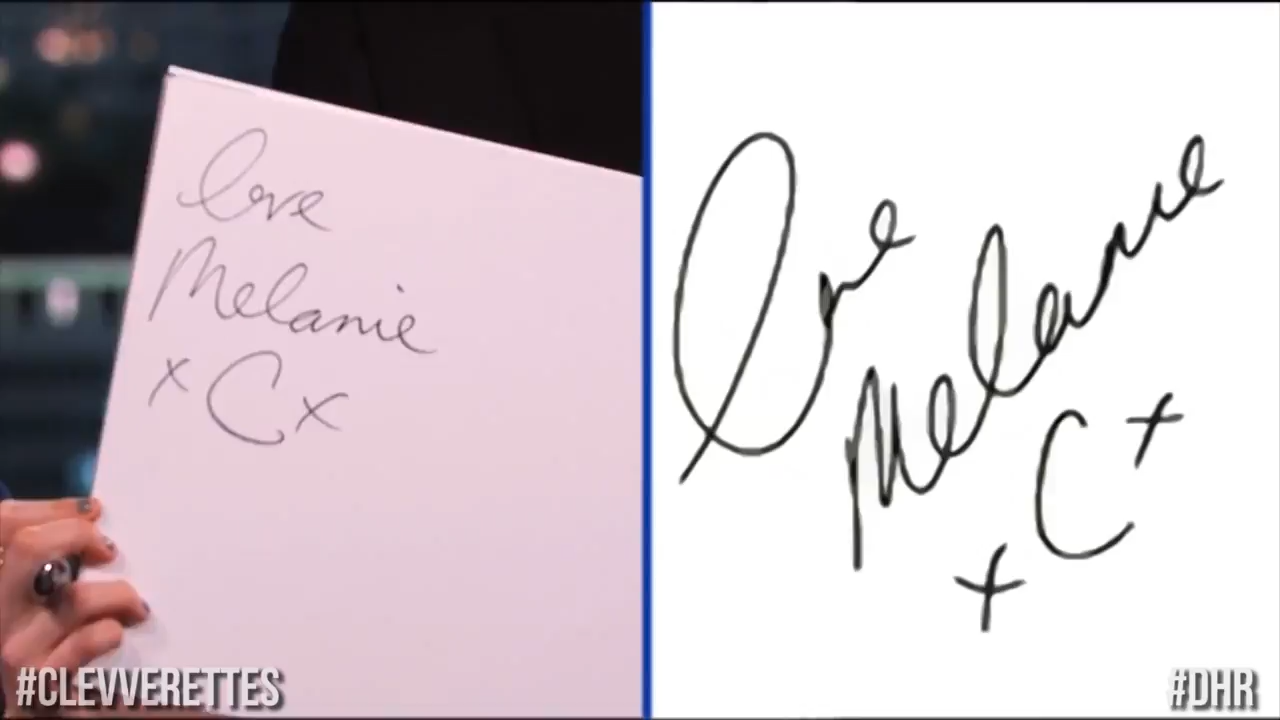 love
Melanie
x C x
Love
Melanie
x C x
#CLEVVERETTES
#DHR